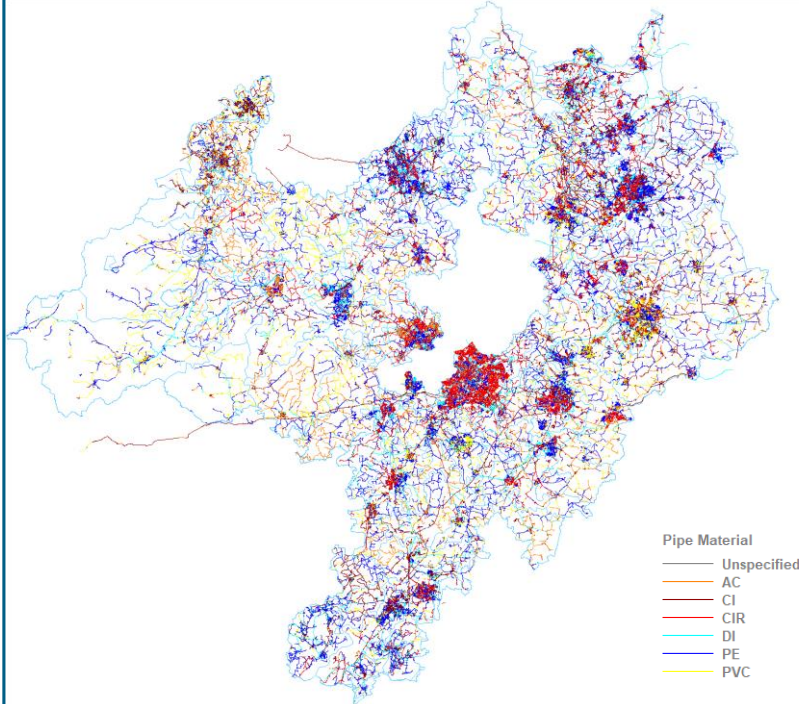 Pipe Material
Unspecified
AC
CI
CIR
DI
PE
PVC